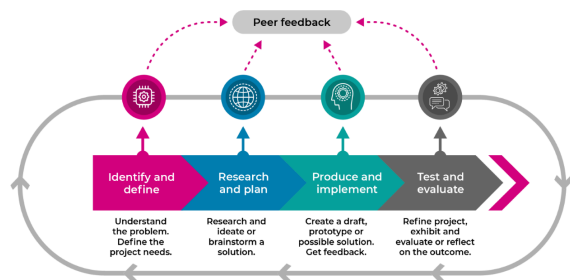 Peer feedback
Identify and
define
Research
and plan
Produce and
implement
Test and
evaluate
Understand
the problem.
Define the
project needs.
Research and
ideate or
brainstorm a
solution.
Create a draft,
prototype or
possible solution.
Get feedback.
Refine project,
exhibit and
evaluate or reflect
on the outcome.